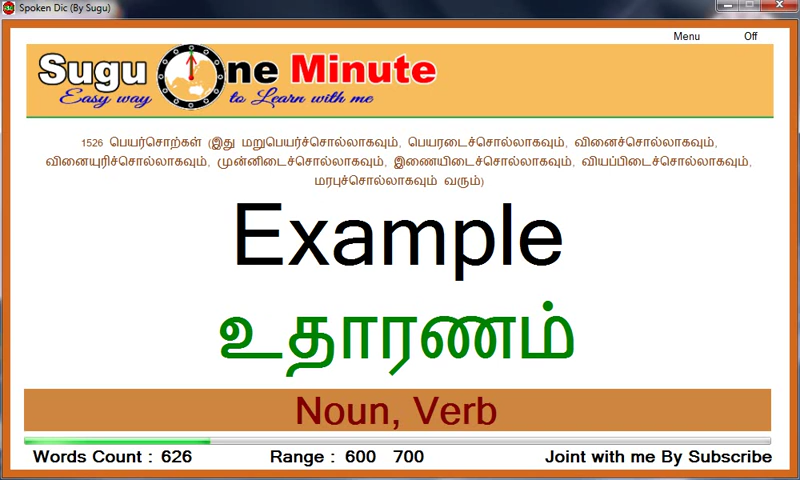 Spoken Dic (By Sugu)
Menu Off
Sugu One Minute
Easy way to Learn with me
1526 பெயர்சொற்கள் (இது மறுபெயர்ச்சொல்லாகவும், பெயரடைச்சொல்லாகவும், வினைச்சொல்லாகவும்,
வினையுரிச்சொல்லாகவும், முன்னிடைச்சொல்லாகவும், இணையிடைச்சொல்லாகவும், வியப்பிடைச்சொல்லாகவும்,
மரபுச்சொல்லாகவும் வரும்)
Example
உதாரணம்
Noun, Verb
Words Count : 626 Range : 600 700 Joint with me By Subscribe